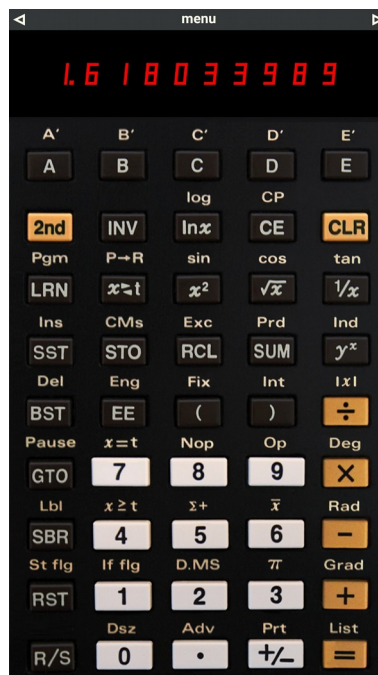 menu
1.618033989
A′ B′ C′ D′ E′
A B C D E
log CP
2nd INV lnx CE CLR
Pgm P→R sin cos tan
LRN x⇄t x² √x 1/x
Ins CMs Exc Prd Ind
SST STO RCL SUM yˣ
Del Eng Fix Int |x|
BST EE ( ) ÷
Pause x=t Nop Op Deg
GTO 7 8 9 ×
Lbl x≥t Σ+ x̄ Rad
SBR 4 5 6 −
St flg If flg D.MS π Grad
RST 1 2 3 +
Dsz Adv Prt List
R/S 0 . +/− =